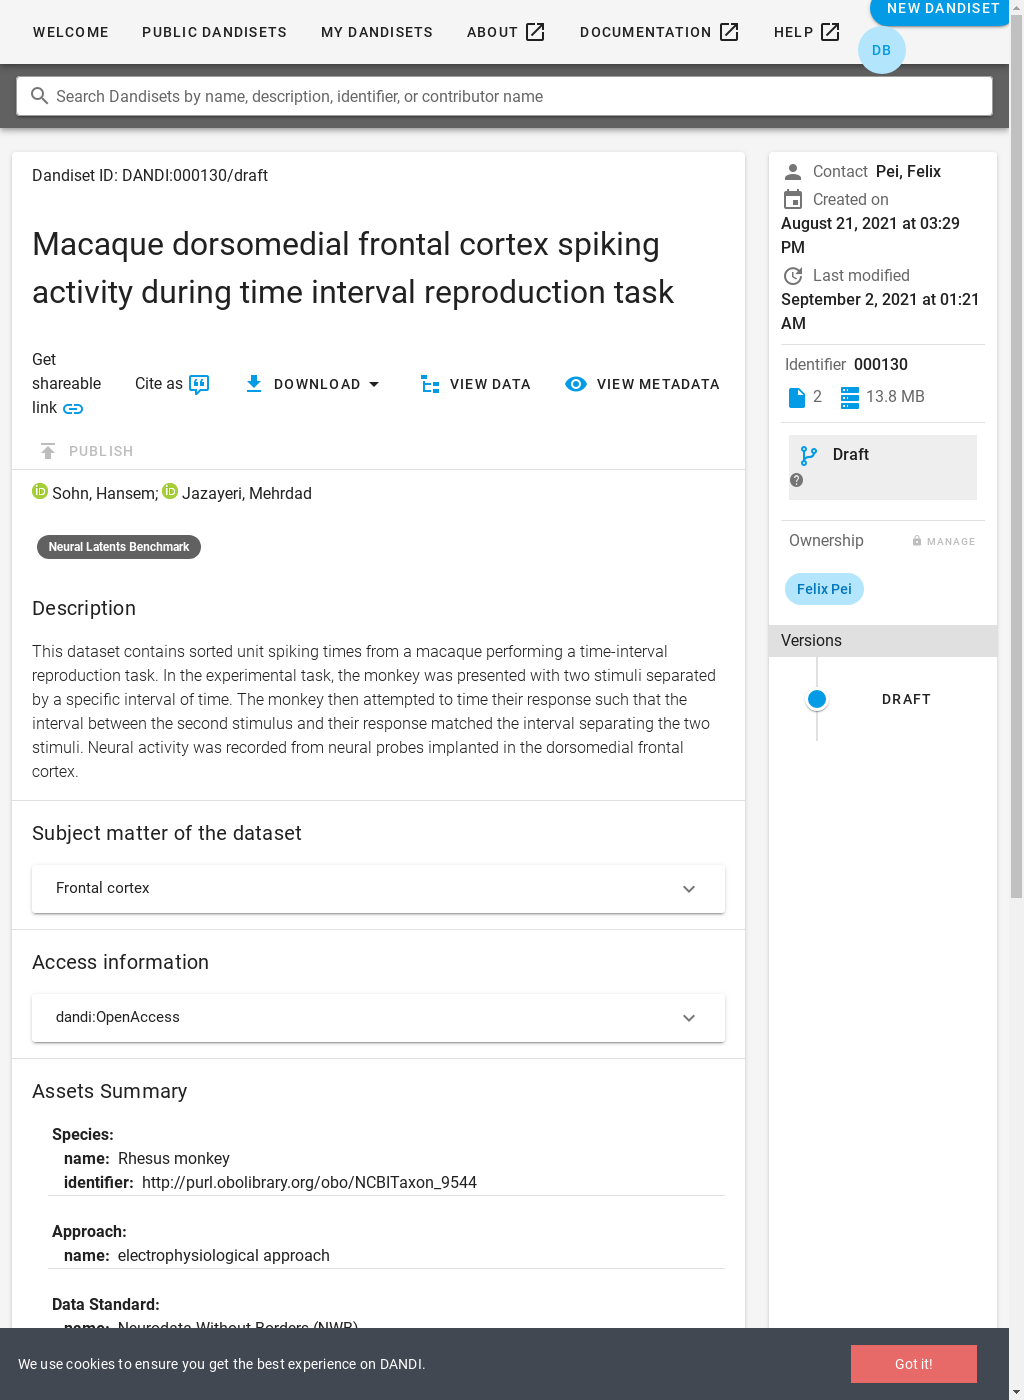 WELCOME
PUBLIC DANDISETS
MY DANDISETS
ABOUT
DOCUMENTATION
HELP
NEW DANDISET
DB
Search Dandisets by name, description, identifier, or contributor name
Dandiset ID: DANDI:000130/draft
Macaque dorsomedial frontal cortex spiking
activity during time interval reproduction task
Get
shareable
link
Cite as
DOWNLOAD
VIEW DATA
VIEW METADATA
PUBLISH
Sohn, Hansem; Jazayeri, Mehrdad
Neural Latents Benchmark
Description
This dataset contains sorted unit spiking times from a macaque performing a time-interval
reproduction task. In the experimental task, the monkey was presented with two stimuli separated
by a specific interval of time. The monkey then attempted to time their response such that the
interval between the second stimulus and their response matched the interval separating the two
stimuli. Neural activity was recorded from neural probes implanted in the dorsomedial frontal
cortex.
Subject matter of the dataset
Frontal cortex
Access information
dandi:OpenAccess
Assets Summary
Species:
name: Rhesus monkey
identifier: http://purl.obolibrary.org/obo/NCBITaxon_9544
Approach:
name: electrophysiological approach
Data Standard:
name: Neurodata Without Borders (NWB)
Contact Pei, Felix
Created on
August 21, 2021 at 03:29
PM
Last modified
September 2, 2021 at 01:21
AM
Identifier 000130
2 13.8 MB
Draft
Ownership
MANAGE
Felix Pei
Versions
DRAFT
We use cookies to ensure you get the best experience on DANDI.
Got it!